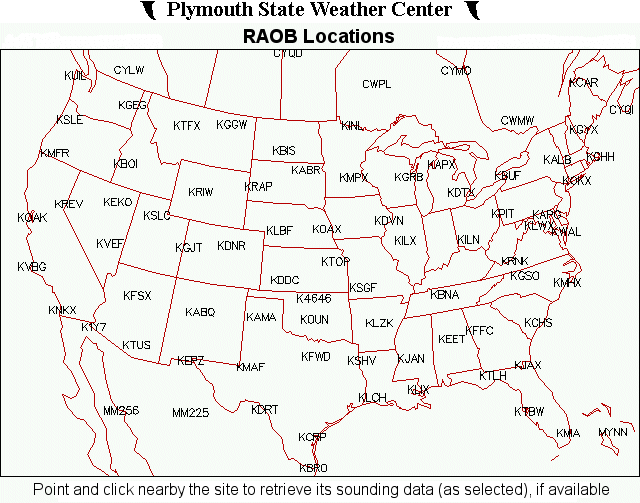 Plymouth State Weather Center
RAOB Locations
CYQD
CYLW
KUIL
CYMO
CWPL
KCAR
KGEG
CYQI
KSLE
KTFX
KGGW
KINL
CWMW
KGYX
KMFR
KBIS
KALB
KCHH
KBOI
KABR
KAPX
KMPX
KGRB
KBUF
KOKX
KRIW
KRAP
KDTX
KREV
KEKO
KSLC
KOAK
KDVN
KPIT
KARG
KLBF
KOAX
KLWX
KWAL
KVEF
KGJT
KDNR
KILX
KILN
KVBG
KTOP
KRNK
KDDC
KSGF
KGSO
KMHX
KFSX
K4646
KBNA
KNKX
KABQ
KAMA
KOUN
KLZK
KCHS
K1Y7
KFFC
KTUS
KEET
KEPZ
KMAF
KFWD
KSHV
KJAN
KJAX
KTLH
KLIX
KLCH
MM256
MM225
KDRT
KTBW
KCRP
KMIA
MYNN
KBRO
Point and click nearby the site to retrieve its sounding data (as selected), if available